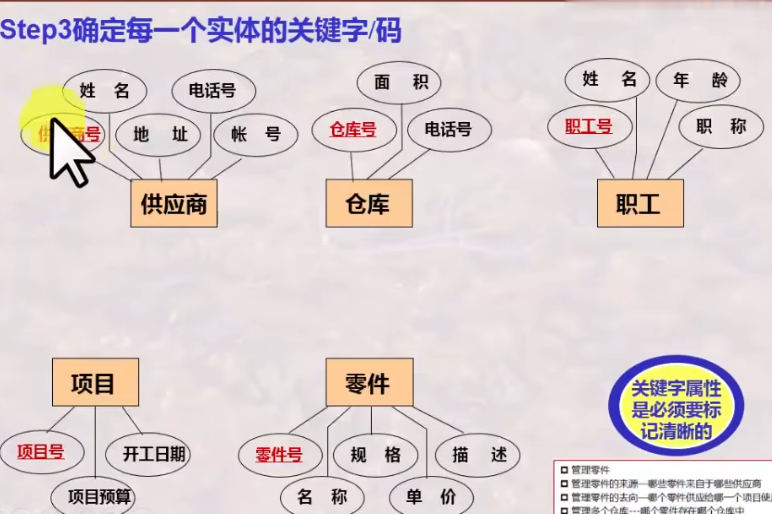 Step3确定每一个实体的关键字/码
姓 名
电话号
供应商号
地 址
帐 号
供应商
面 积
仓库号
电话号
仓库
姓 名
年 龄
职工号
职 称
职工
项目
项目号
开工日期
项目预算
零件
零件号
规 格
描 述
名 称
单 价
关键字属性
是必须要标
记清晰的
管理零件
管理零件的来源---哪些零件来自于哪些供应商
管理零件的去向---哪个零件供应给哪一个项目使
管理多个仓库---哪个零件存在哪个仓库中